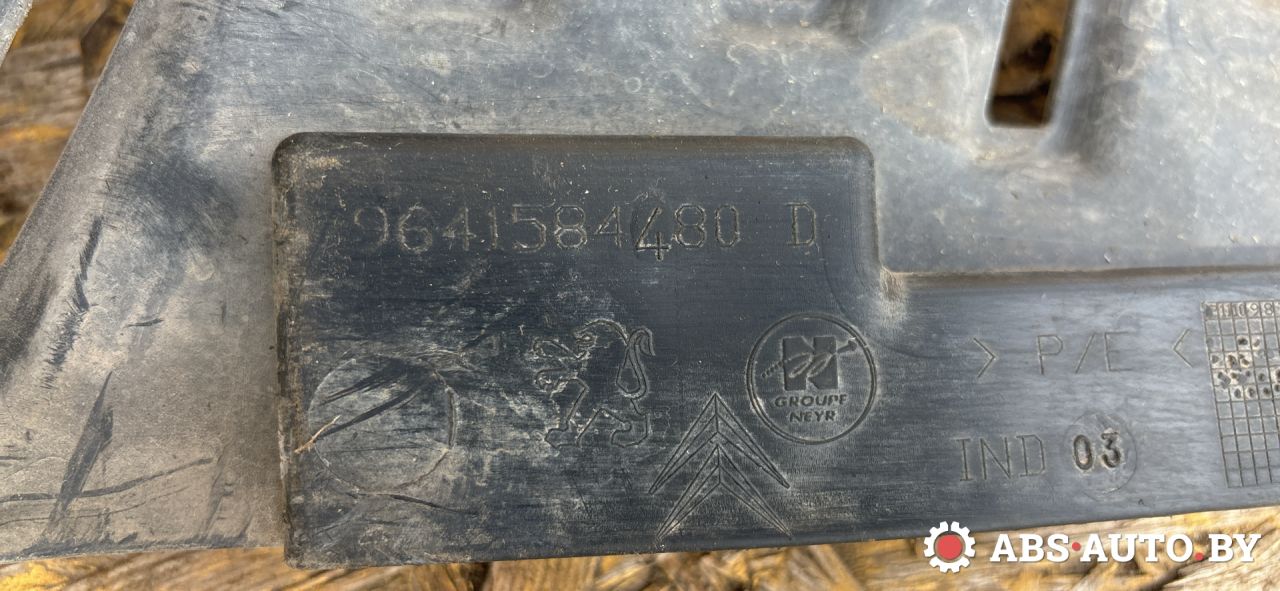 9641584480 D
GROUPE
NEYR
> P/E <
IND 03
ABS-AUTO.BY